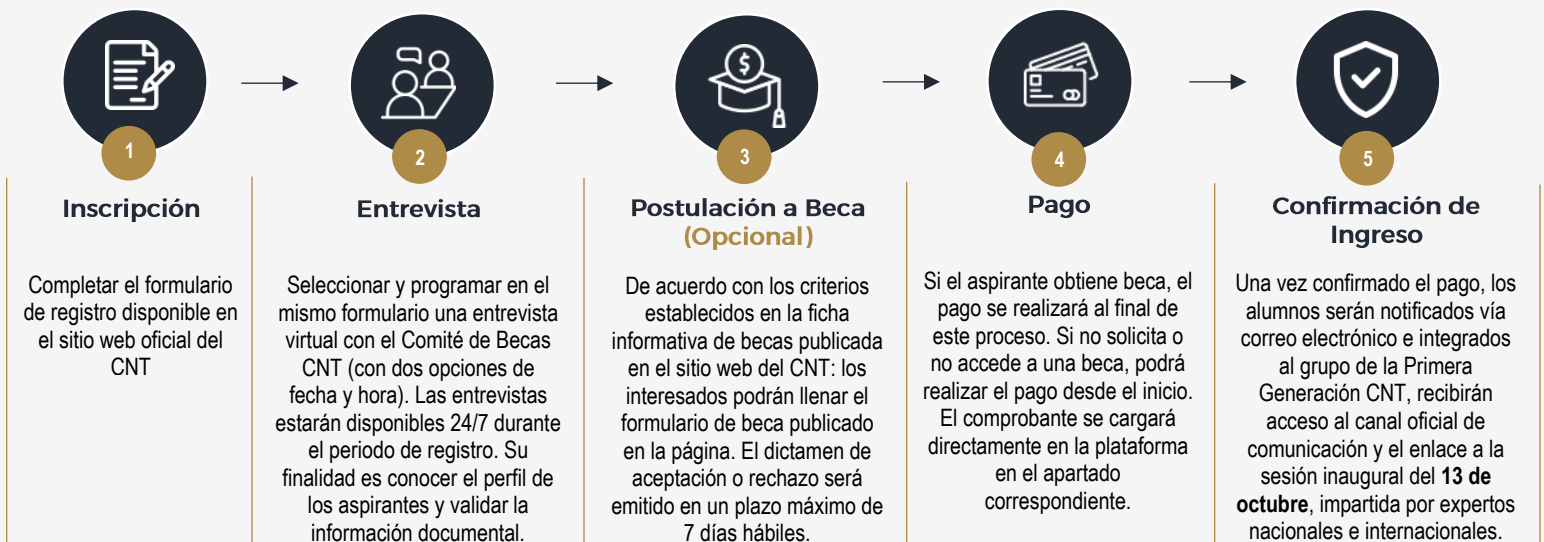 1
Inscripción
Completar el formulario
de registro disponible en
el sitio web oficial del
CNT
2
Entrevista
Seleccionar y programar en el
mismo formulario una entrevista
virtual con el Comité de Becas
CNT (con dos opciones de
fecha y hora). Las entrevistas
estarán disponibles 24/7 durante
el periodo de registro. Su
finalidad es conocer el perfil de
los aspirantes y validar la
información documental.
$
3
Postulación a Beca
(Opcional)
De acuerdo con los criterios
establecidos en la ficha
informativa de becas publicada
en el sitio web del CNT: los
interesados podrán llenar el
formulario de beca publicado
en la página. El dictamen de
aceptación o rechazo será
emitido en un plazo máximo de
7 días hábiles.
4
Pago
Si el aspirante obtiene beca, el
pago se realizará al final de
este proceso. Si no solicita o
no accede a una beca, podrá
realizar el pago desde el inicio.
El comprobante se cargará
directamente en la plataforma
en el apartado
correspondiente.
5
Confirmación de
Ingreso
Una vez confirmado el pago, los
alumnos serán notificados vía
correo electrónico e integrados
al grupo de la Primera
Generación CNT, recibirán
acceso al canal oficial de
comunicación y el enlace a la
sesión inaugural del 13 de
octubre, impartida por expertos
nacionales e internacionales.